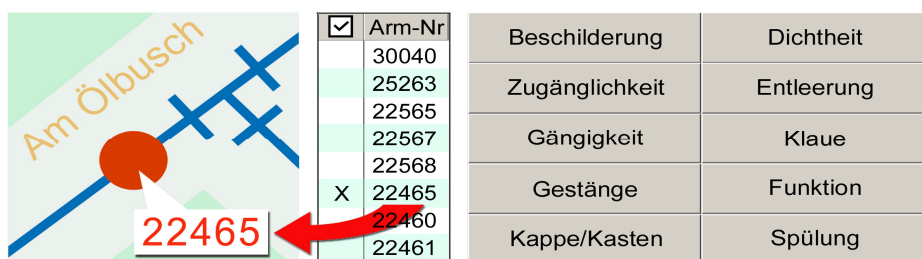 Am Ölbusch
22465
☑ Arm-Nr
30040
25263
22565
22567
22568
X 22465
22460
22461
Beschilderung Dichtheit
Zugänglichkeit Entleerung
Gängigkeit Klaue
Gestänge Funktion
Kappe/Kasten Spülung